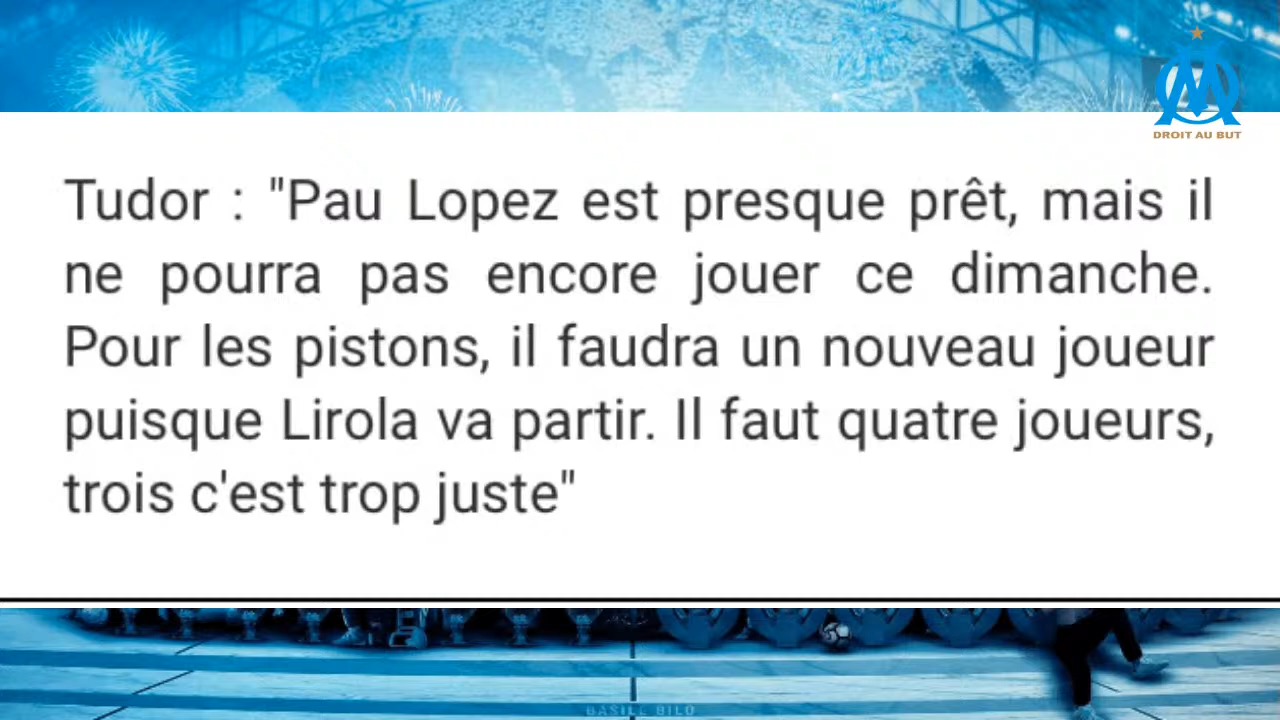 DROIT AU BUT
Tudor : "Pau Lopez est presque prêt, mais il
ne pourra pas encore jouer ce dimanche.
Pour les pistons, il faudra un nouveau joueur
puisque Lirola va partir. Il faut quatre joueurs,
trois c'est trop juste"
BASILE BILO